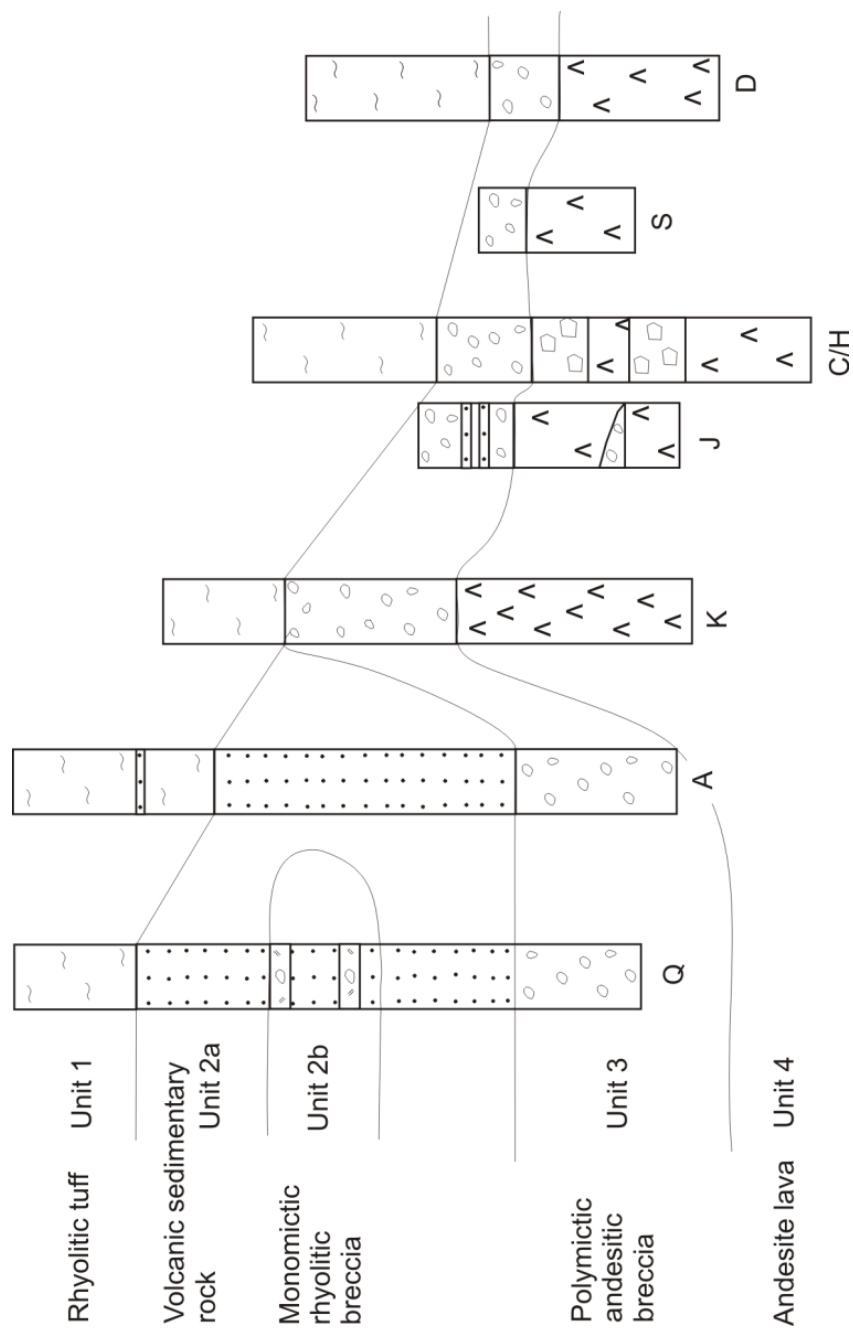 Rhyolitic tuff
Unit 1
Volcanic sedimentary
rock
Unit 2a
Monomictic
rhyolitic
breccia
Unit 2b
Polymictic
andesitic
breccia
Unit 3
Andesite lava
Unit 4
Q
A
K
J
C/H
S
D